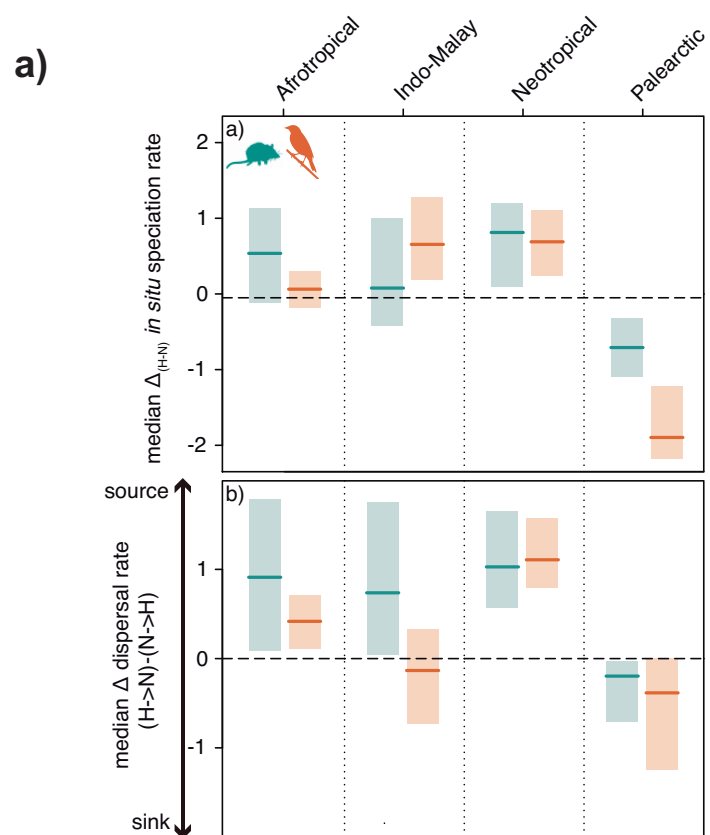 a)
Afrotropical
Indo-Malay
Neotropical
Palearctic
a)
median Δ(H-N) in situ speciation rate
2
1
0
-1
-2
b)
source
median Δ dispersal rate
(H->N)-(N->H)
1
0
-1
sink